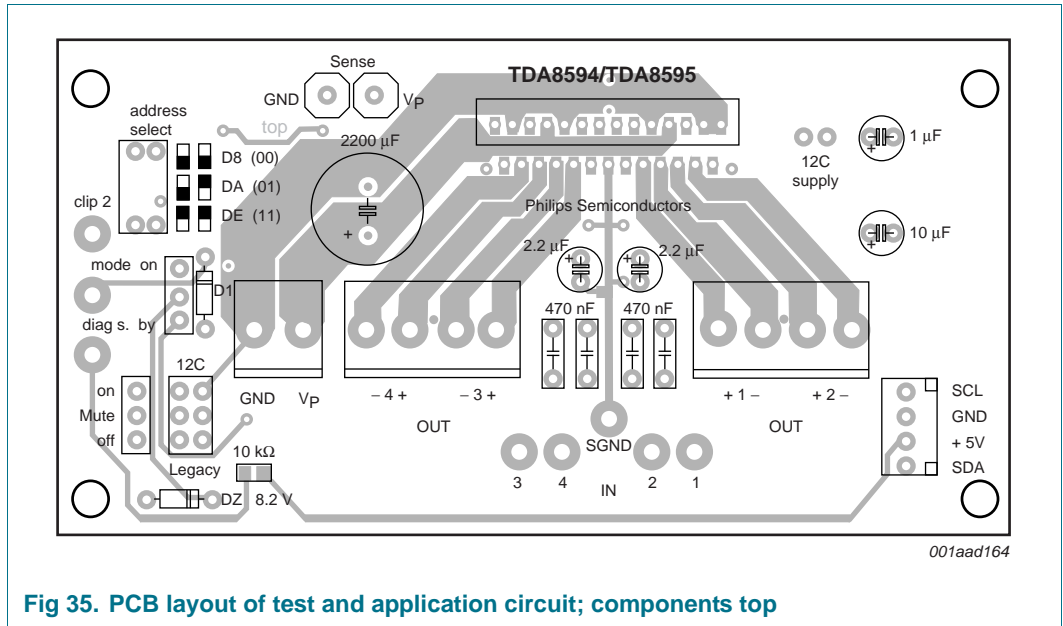 Sense
TDA8594/TDA8595
GND
VP
address
select
top
2200 µF
1 µF
D8 (00)
12C
supply
DA (01)
clip 2
DE (11)
Philips Semiconductors
+
10 µF
+
2.2 µF
+
2.2 µF
+
+
mode on
D1
470 nF
470 nF
diag s. by
12C
on
GND
VP
− 4 +
− 3 +
+ 1 −
+ 2 −
SCL
Mute
OUT
OUT
GND
off
SGND
+ 5V
10 kΩ
Legacy
3
4
IN
2
1
SDA
DZ 8.2 V
001aad164
Fig 35. PCB layout of test and application circuit; components top